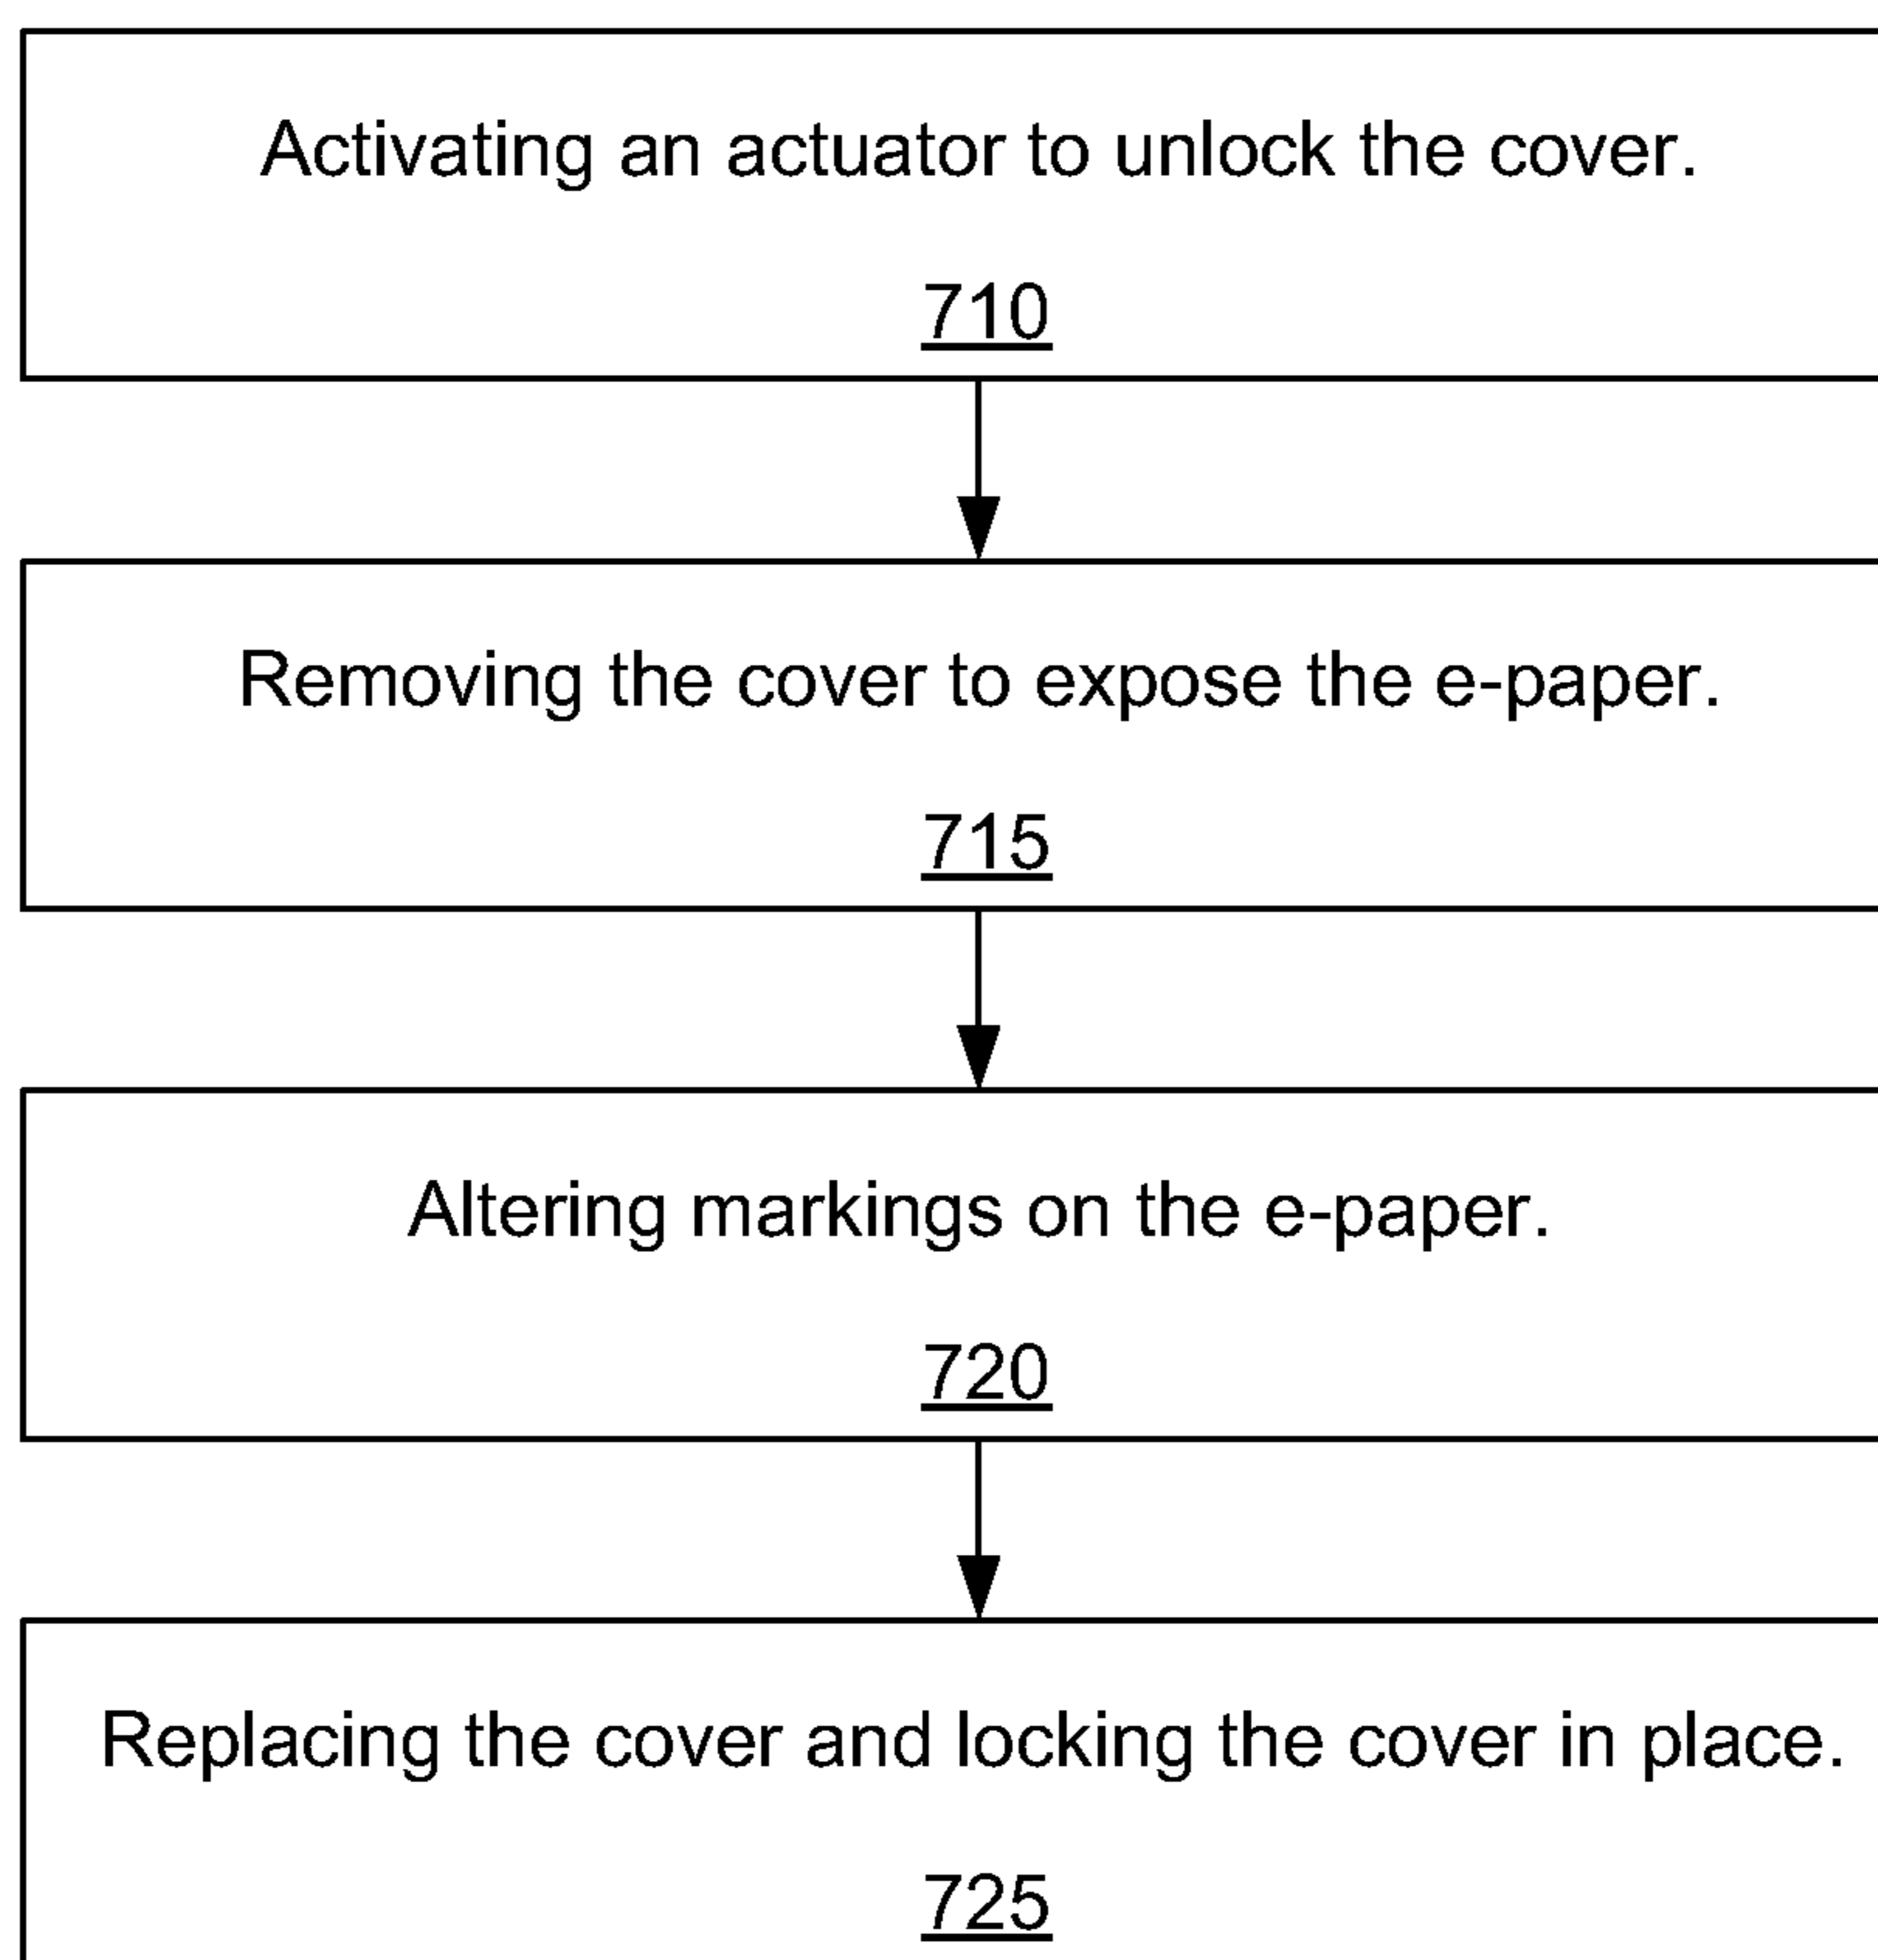 Activating an actuator to unlock the cover.
710
Removing the cover to expose the e-paper.
715
Altering markings on the e-paper.
720
Replacing the cover and locking the cover in place.
725